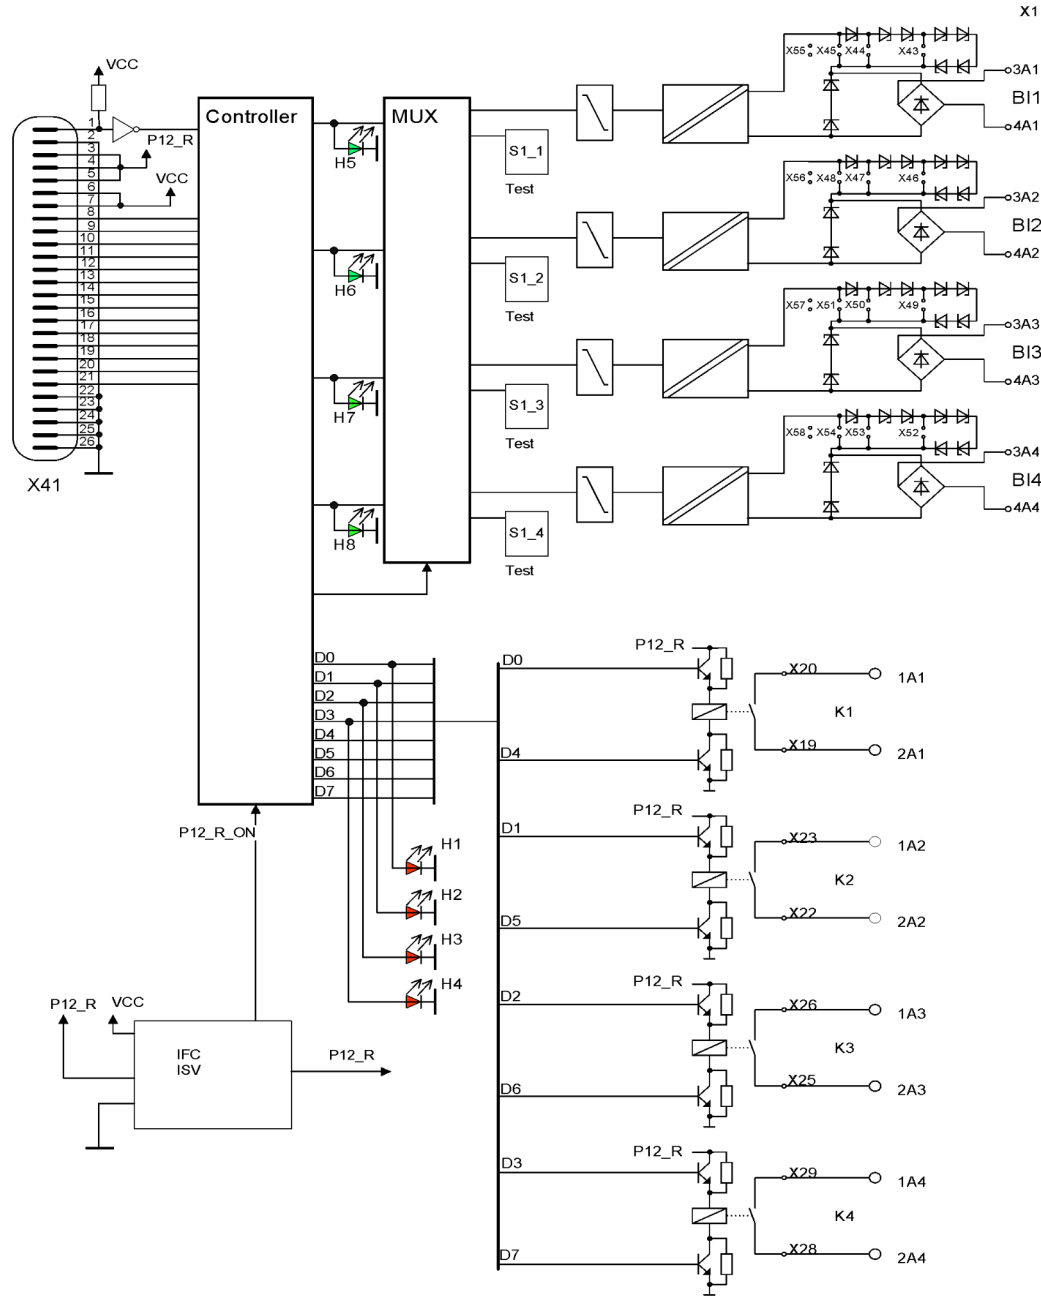 X1
VCC
Controller
MUX
X55 X45 X44 X43
3A1
BI1
4A1
1
2
3
4
5
6
7
8
9
10
11
12
13
14
15
16
17
18
19
20
21
22
23
24
25
26
P12_R
VCC
X41
H5
H6
H7
H8
S1_1
Test
S1_2
Test
S1_3
Test
S1_4
Test
X56 X48 X47 X46
3A2
BI2
4A2
X57 X51 X50 X49
3A3
BI3
4A3
X58 X54 X53 X52
3A4
BI4
4A4
D0
D1
D2
D3
D4
D5
D6
D7
P12_R_ON
H1
H2
H3
H4
P12_R
VCC
IFC
ISV
P12_R
P12_R
D0
X20
1A1
K1
D4
X19
2A1
P12_R
D1
X23
1A2
K2
D5
X22
2A2
P12_R
D2
X26
1A3
K3
D6
X25
2A3
P12_R
D3
X29
1A4
K4
D7
X28
2A4